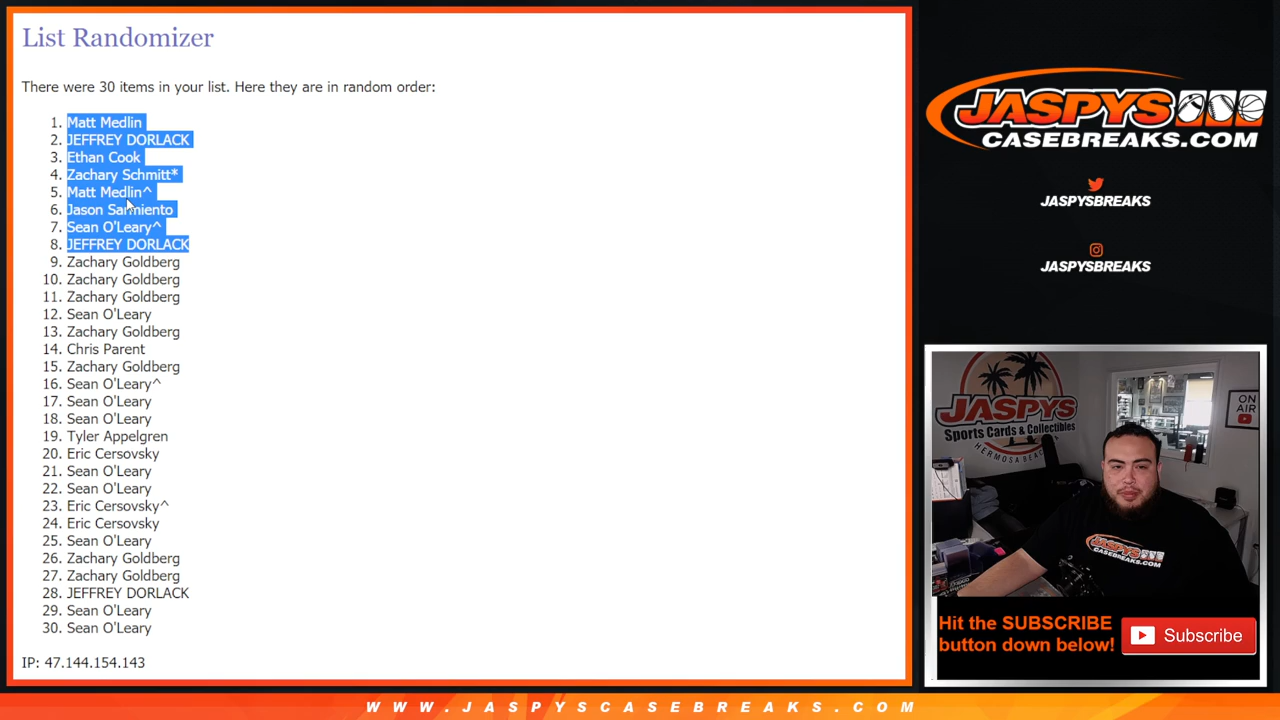 List Randomizer
There were 30 items in your list. Here they are in random order:
1. Matt Medlin
2. JEFFREY DORLACK
3. Ethan Cook
4. Zachary Schmitt*
5. Matt Medlin^
6. Jason Sarmiento
7. Sean O'Leary^
8. JEFFREY DORLACK
9. Zachary Goldberg
10. Zachary Goldberg
11. Zachary Goldberg
12. Sean O'Leary
13. Zachary Goldberg
14. Chris Parent
15. Zachary Goldberg
16. Sean O'Leary^
17. Sean O'Leary
18. Sean O'Leary
19. Tyler Appelgren
20. Eric Cersovsky
21. Sean O'Leary
22. Sean O'Leary
23. Eric Cersovsky^
24. Eric Cersovsky
25. Sean O'Leary
26. Zachary Goldberg
27. Zachary Goldberg
28. JEFFREY DORLACK
29. Sean O'Leary
30. Sean O'Leary
IP: 47.144.154.143
JASPYS
CASEBREAKS.COM
JASPYSBREAKS
JASPYSBREAKS
JASPYS
Sports Cards & Collectibles
HERMOSA BEACH
ON
AIR
JASPYS
CASEBREAKS.COM
Hit the SUBSCRIBE
button down below!
Subscribe
WWW.JASPYSCASEBREAKS.COM